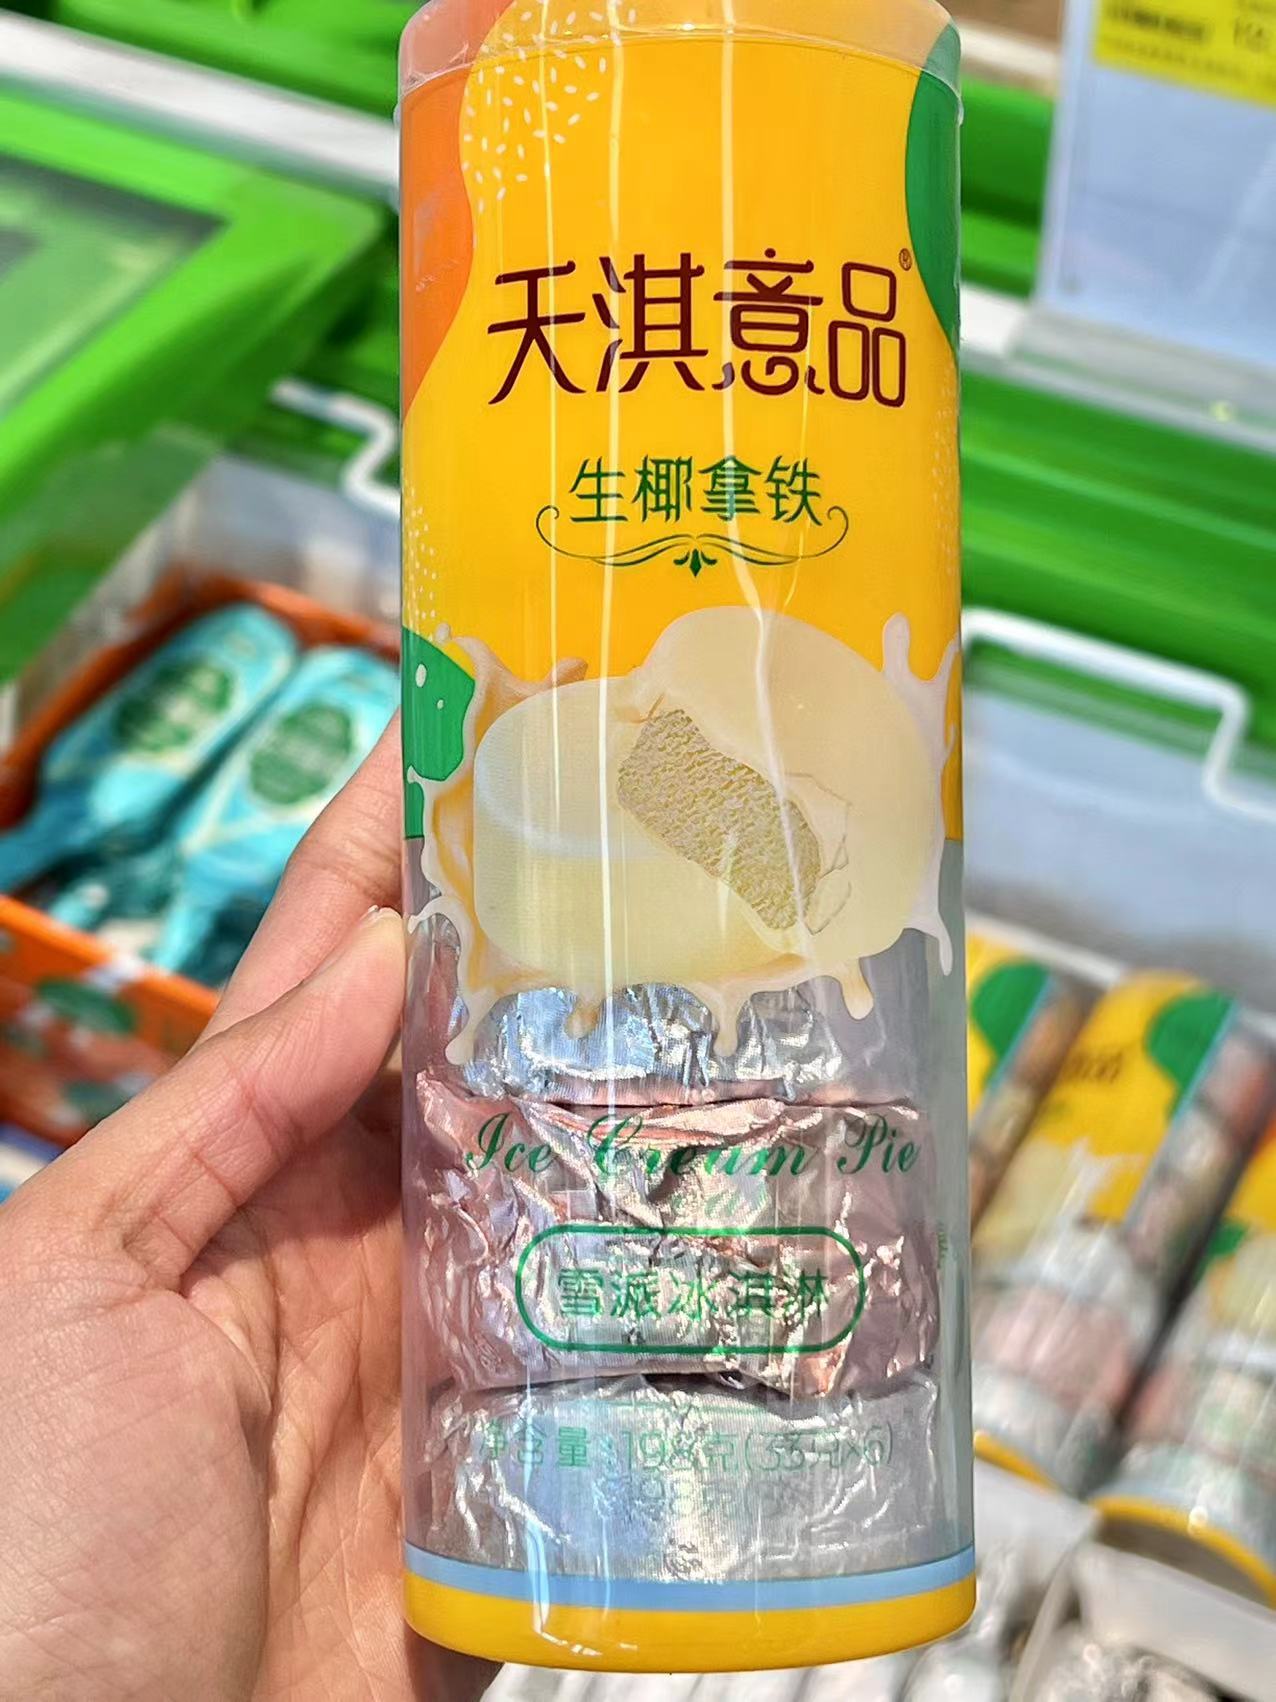 天淇意品®
生椰拿铁
Ice Cream Pie
雪派冰淇淋
净含量:198克(33克×6)